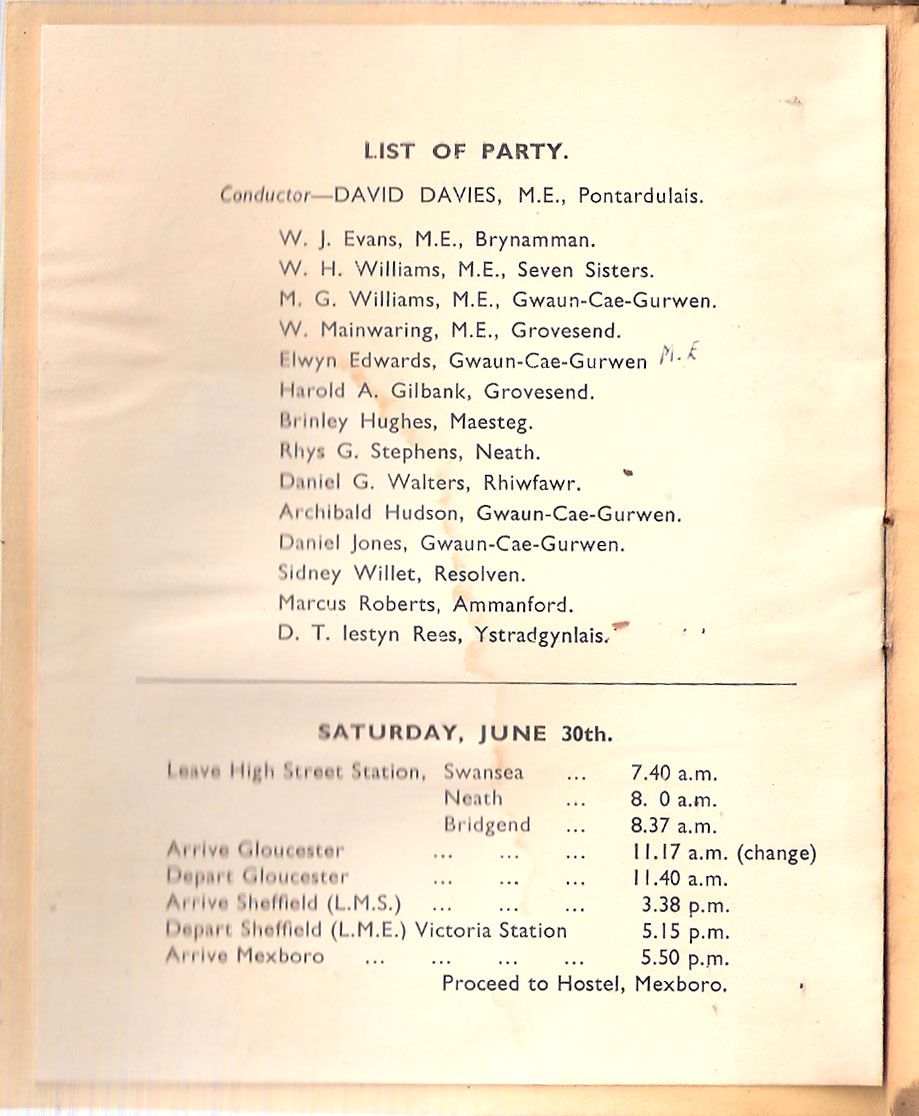 LIST OF PARTY.
Conductor—DAVID DAVIES, M.E., Pontardulais.
W. J. Evans, M.E., Brynamman.
W. H. Williams, M.E., Seven Sisters.
M. G. Williams, M.E., Gwaun-Cae-Gurwen.
W. Mainwaring, M.E., Grovesend.
Elwyn Edwards, Gwaun-Cae-Gurwen M.E
Harold A. Gilbank, Grovesend.
Brinley Hughes, Maesteg.
Rhys G. Stephens, Neath.
Daniel G. Walters, Rhiwfawr.
Archibald Hudson, Gwaun-Cae-Gurwen.
Daniel Jones, Gwaun-Cae-Gurwen.
Sidney Willet, Resolven.
Marcus Roberts, Ammanford.
D. T. Iestyn Rees, Ystradgynlais.
SATURDAY, JUNE 30th.
Leave High Street Station, Swansea ... 7.40 a.m.
Neath ... 8. 0 a.m.
Bridgend ... 8.37 a.m.
Arrive Gloucester ... ... ... 11.17 a.m. (change)
Depart Gloucester ... ... ... 11.40 a.m.
Arrive Sheffield (L.M.S.) ... ... ... 3.38 p.m.
Depart Sheffield (L.M.E.) Victoria Station 5.15 p.m.
Arrive Mexboro ... ... ... ... 5.50 p.m.
Proceed to Hostel, Mexboro.